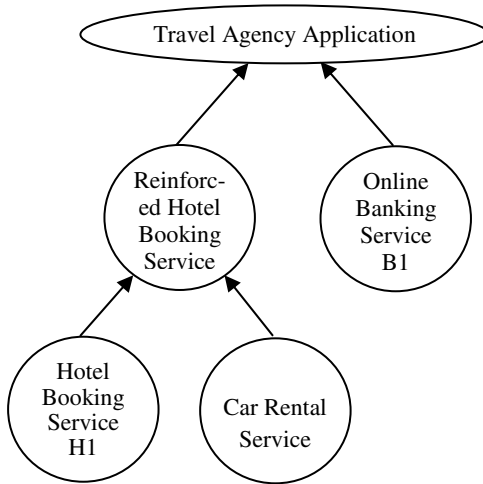 Travel Agency Application
Reinforc-
ed Hotel
Booking
Service
Online
Banking
Service
B1
Hotel
Booking
Service
H1
Car Rental
Service